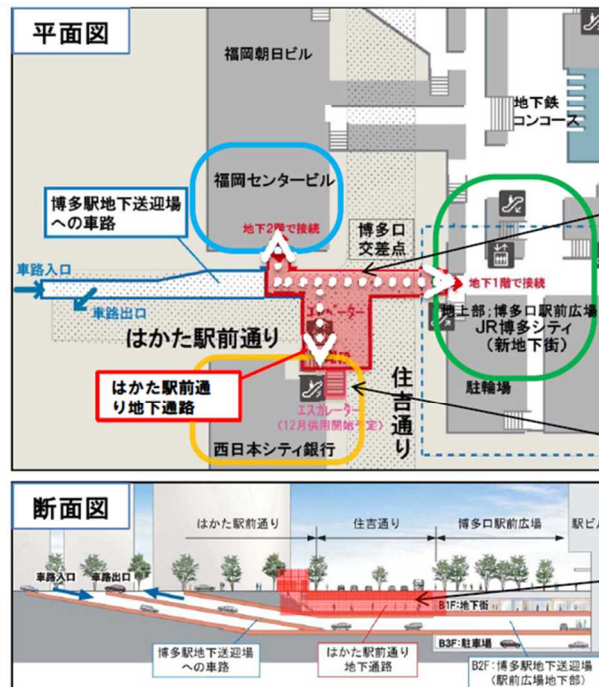 平面図
福岡朝日ビル
地下鉄
コンコース
福岡センタービル
博多駅地下送迎場
への車路
地下2階で接続
博多口
交差点
車路入口
車路出口
地下1階で接続
地上部:博多口駅前広場
JR博多シティ
(新地下街)
はかた駅前通り
はかた駅前通
り地下通路
住吉通り
駐輪場
エスカレーター
(12月供用開始予定)
西日本シティ銀行
断面図
はかた駅前通り
住吉通り
博多口駅前広場
駅ビル
車路入口
車路出口
B1F:地下街
博多駅地下送迎場
への車路
はかた駅前通り
地下通路
B3F:駐車場
B2F:博多駅地下送迎場
(駅前広場地下部)